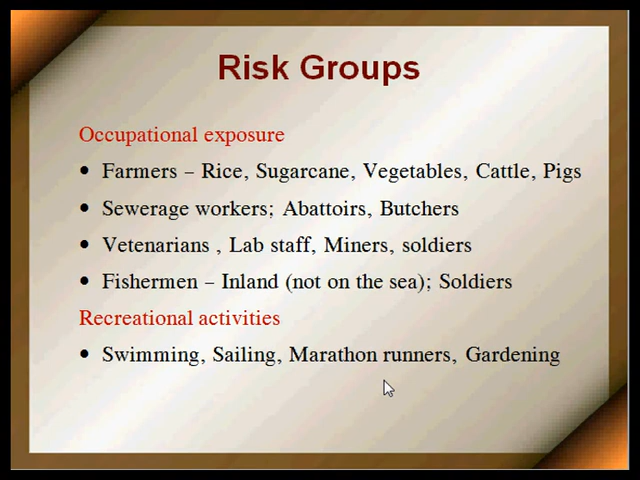 Risk Groups
Occupational exposure
• Farmers – Rice, Sugarcane, Vegetables, Cattle, Pigs
• Sewerage workers; Abattoirs, Butchers
• Vetenarians , Lab staff, Miners, soldiers
• Fishermen – Inland (not on the sea); Soldiers
Recreational activities
• Swimming, Sailing, Marathon runners, Gardening